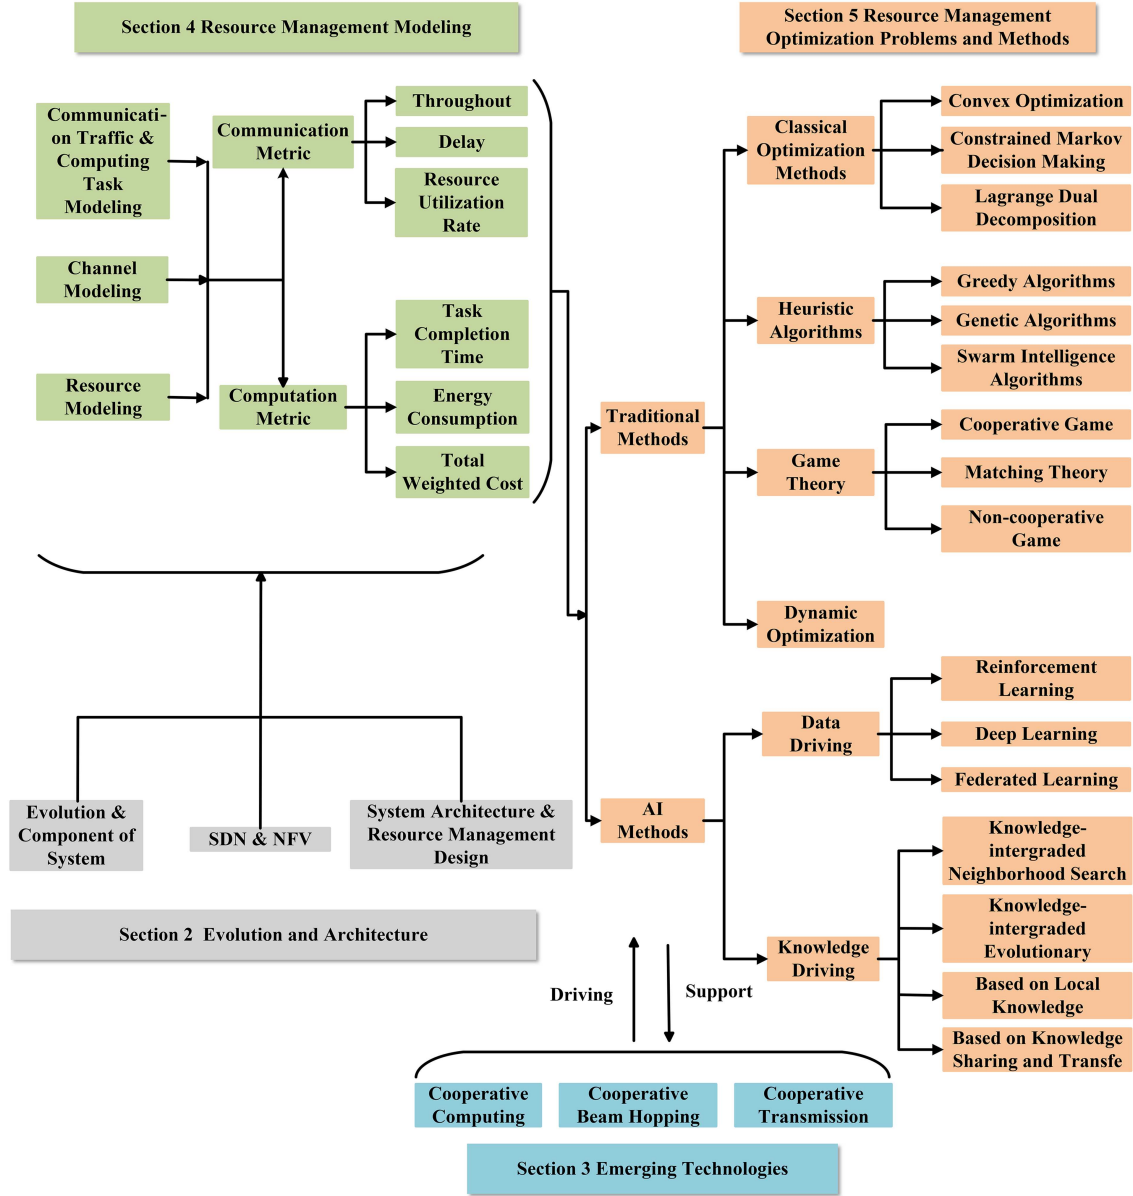 Section 4 Resource Management Modeling
Communicati-
on Traffic &
Computing
Task
Modeling
Channel
Modeling
Resource
Modeling
Communication
Metric
Computation
Metric
Throughout
Delay
Resource
Utilization
Rate
Task
Completion
Time
Energy
Consumption
Total
Weighted Cost
Section 5 Resource Management
Optimization Problems and Methods
Traditional
Methods
Classical
Optimization
Methods
Convex Optimization
Constrained Markov
Decision Making
Lagrange Dual
Decomposition
Heuristic
Algorithms
Greedy Algorithms
Genetic Algorithms
Swarm Intelligence
Algorithms
Game
Theory
Cooperative Game
Matching Theory
Non-cooperative
Game
Dynamic
Optimization
AI
Methods
Data
Driving
Reinforcement
Learning
Deep Learning
Federated Learning
Knowledge
Driving
Knowledge-
intergraded
Neighborhood Search
Knowledge-
intergraded
Evolutionary
Based on Local
Knowledge
Based on Knowledge
Sharing and Transfe
Evolution &
Component of
System
SDN & NFV
System Architecture &
Resource Management
Design
Section 2 Evolution and Architecture
Driving
Support
Cooperative
Computing
Cooperative
Beam Hopping
Cooperative
Transmission
Section 3 Emerging Technologies